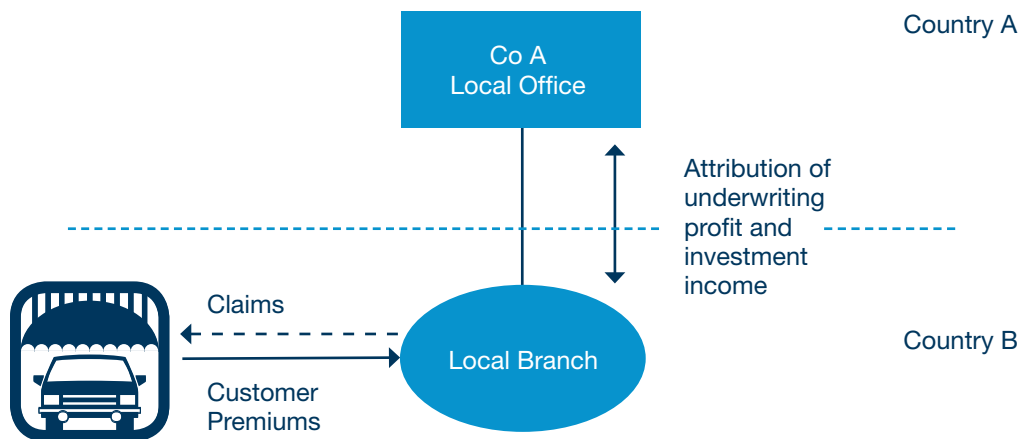 Country A
Co A
Local Office
Attribution of
underwriting
profit and
investment
income
Claims
Country B
Local Branch
Customer
Premiums